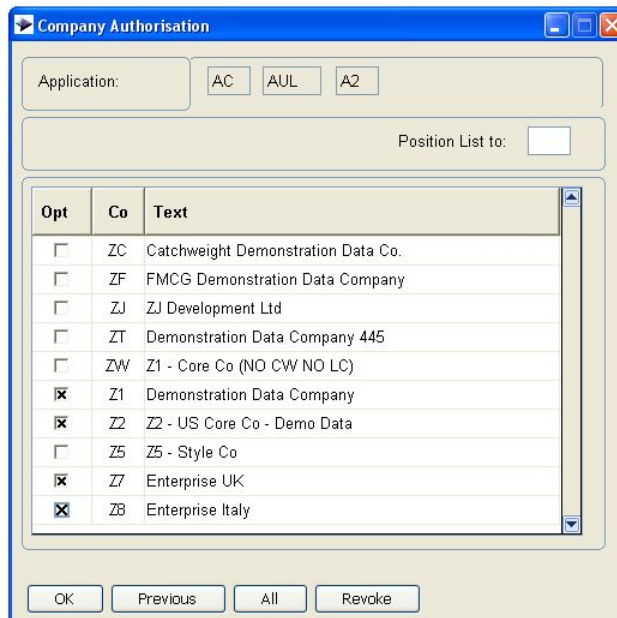 Company Authorisation
Application: AC AUL A2
Position List to:
Opt Co Text
ZC Catchweight Demonstration Data Co.
ZF FMCG Demonstration Data Company
ZJ ZJ Development Ltd
ZT Demonstration Data Company 445
ZW Z1 - Core Co (NO CW NO LC)
Z1 Demonstration Data Company
Z2 Z2 - US Core Co - Demo Data
Z5 Z5 - Style Co
Z7 Enterprise UK
Z8 Enterprise Italy
OK Previous All Revoke